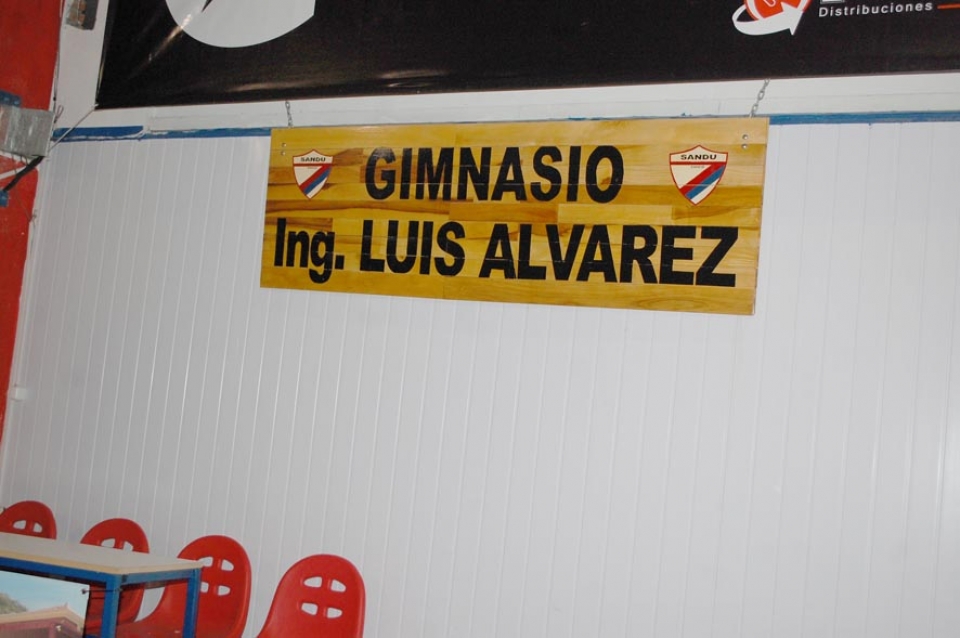 Distribuciones
SANDU
GIMNASIO
SANDU
Ing. LUIS ALVAREZ